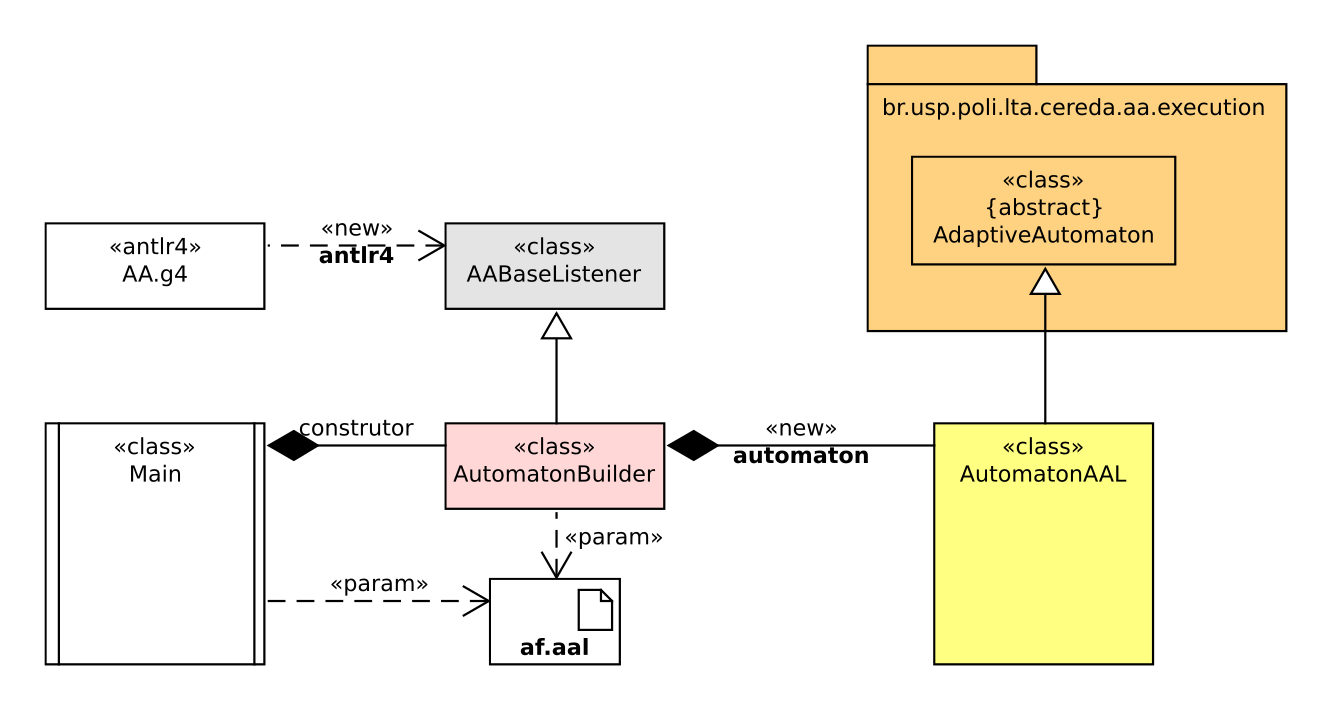 br.usp.poli.lta.cereda.aa.execution
«class»
{abstract}
AdaptiveAutomaton
«antlr4»
AA.g4
«new»
antlr4
«class»
AABaseListener
«class»
Main
construtor
«class»
AutomatonBuilder
«new»
automaton
«class»
AutomatonAAL
«param»
«param»
af.aal